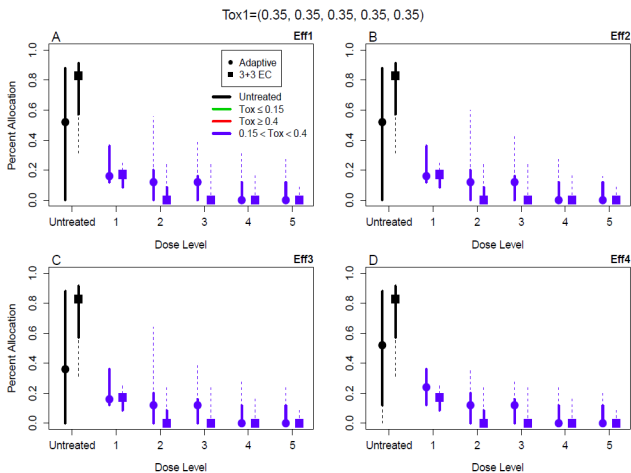 Tox1=(0.35, 0.35, 0.35, 0.35, 0.35)
A
Eff1
Percent Allocation
1.0
0.8
0.6
0.4
0.2
0.0
Adaptive
3+3 EC
Untreated
Tox ≤ 0.15
Tox ≥ 0.4
0.15 < Tox < 0.4
Untreated 1 2 3 4 5
Dose Level
B
Eff2
1.0
0.8
0.6
0.4
0.2
0.0
Untreated 1 2 3 4 5
Dose Level
C
Eff3
Percent Allocation
1.0
0.8
0.6
0.4
0.2
0.0
Untreated 1 2 3 4 5
Dose Level
D
Eff4
1.0
0.8
0.6
0.4
0.2
0.0
Untreated 1 2 3 4 5
Dose Level